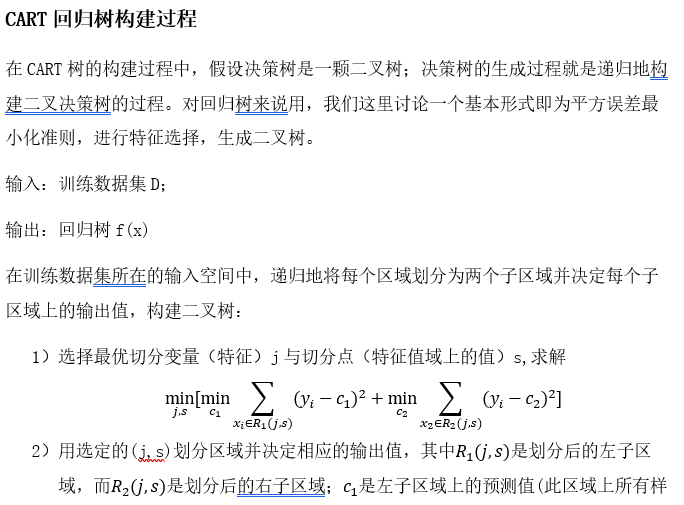 CART 回归树构建过程
在 CART 树的构建过程中，假设决策树是一颗二叉树；决策树的生成过程就是递归地构
建二叉决策树的过程。对回归树来说用，我们这里讨论一个基本形式即为平方误差最
小化准则，进行特征选择，生成二叉树。
输入：训练数据集 D；
输出：回归树 f(x)
在训练数据集所在的输入空间中，递归地将每个区域划分为两个子区域并决定每个子
区域上的输出值，构建二叉树：
1）选择最优切分变量（特征）j 与切分点（特征值域上的值）s,求解
min_{j,s}[min_{c₁} ∑_{xᵢ∈R₁(j,s)} (yᵢ − c₁)² + min_{c₂} ∑_{x₂∈R₂(j,s)} (yᵢ − c₂)²]
2）用选定的(j,s)划分区域并决定相应的输出值，其中R₁(j,s)是划分后的左子区
域，而R₂(j,s)是划分后的右子区域；c₁是左子区域上的预测值(此区域上所有样